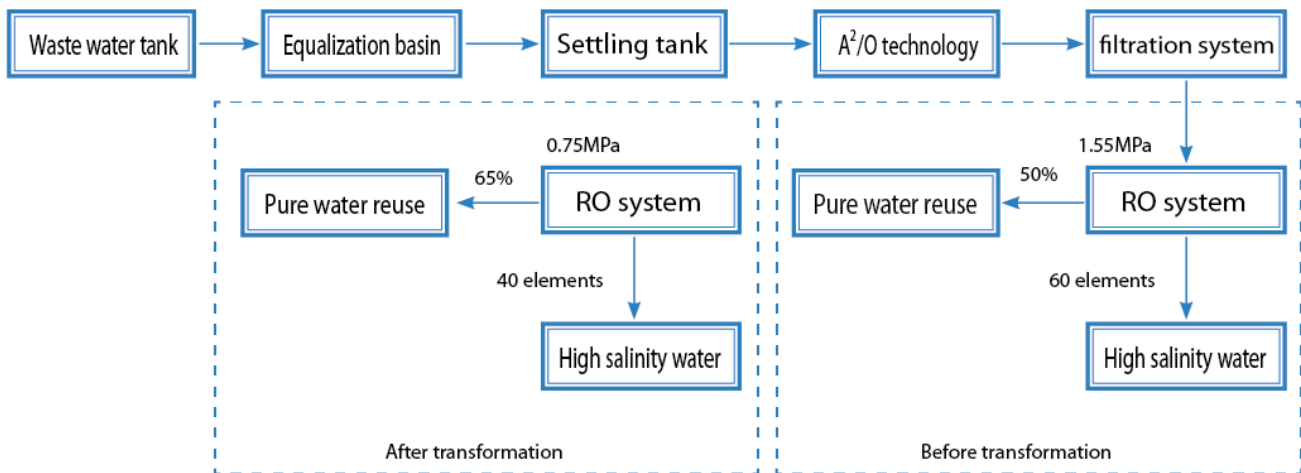 Waste water tank
Equalization basin
Settling tank
A²/O technology
filtration system
0.75MPa
65%
Pure water reuse
RO system
40 elements
High salinity water
After transformation
1.55MPa
50%
Pure water reuse
RO system
60 elements
High salinity water
Before transformation